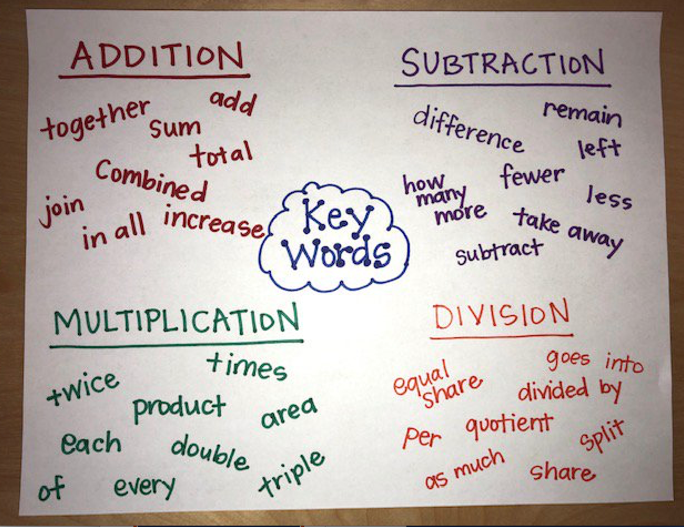 ADDITION
together
add
sum
total
Combined
join
in all
increase
SUBTRACTION
difference
remain
left
how
many
more
fewer
less
take away
subtract
Key
Words
MULTIPLICATION
twice
times
product
area
each
double
triple
of
every
DIVISION
equal
share
goes into
divided by
per
quotient
split
as much
share